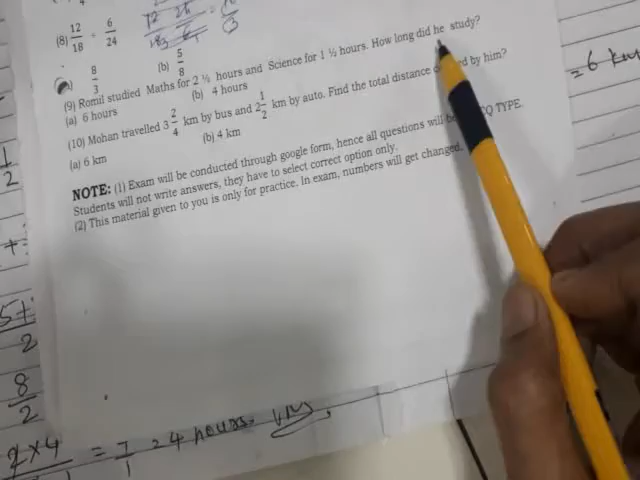 (8) 12/18 ÷ 6/24
(a) 8/3 (b) 5/8
(9) Romil studied Maths for 2 ½ hours and Science for 1 ½ hours. How long did he study?
(a) 6 hours (b) 4 hours
(10) Mohan travelled 3 2/4 km by bus and 2 1/2 km by auto. Find the total distance by him?
(a) 6 km (b) 4 km
NOTE: (1) Exam will be conducted through google form, hence all questions will be TYPE.
Students will not write answers, they have to select correct option only.
(2) This material given to you is only for practice. In exam, numbers will get changed.
= 6 km
1/2
8/2
= 4 hours.